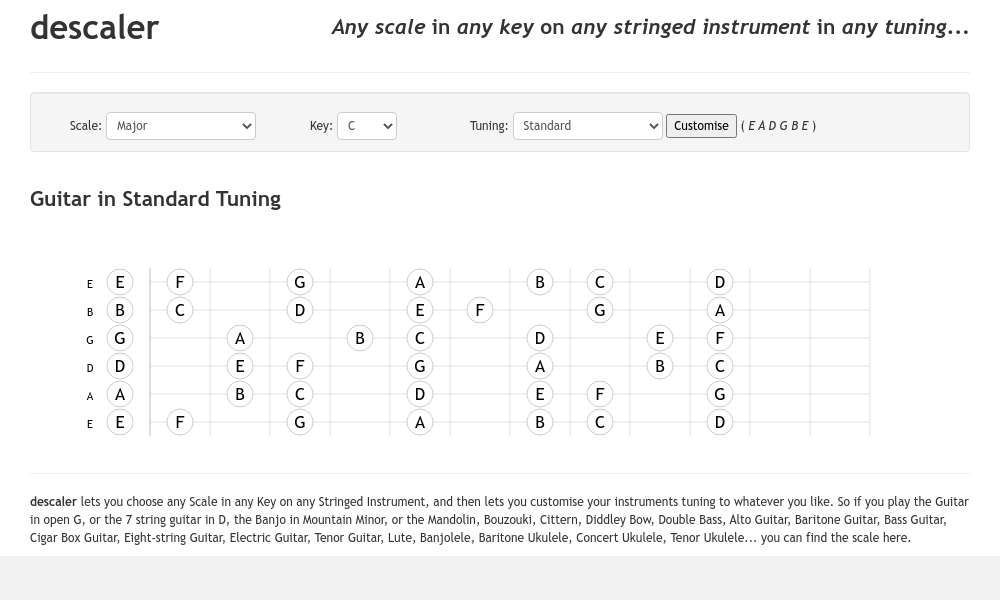 descaler
Any scale in any key on any stringed instrument in any tuning...
Scale: Major Key: C Tuning: Standard Customise ( E A D G B E )
Guitar in Standard Tuning
E E F G A B C D
B B C D E F G A
G G A B C D E F
D D E F G A B C
A A B C D E F G
E E F G A B C D
descaler lets you choose any Scale in any Key on any Stringed Instrument, and then lets you customise your instruments tuning to whatever you like. So if you play the Guitar
in open G, or the 7 string guitar in D, the Banjo in Mountain Minor, or the Mandolin, Bouzouki, Cittern, Diddley Bow, Double Bass, Alto Guitar, Baritone Guitar, Bass Guitar,
Cigar Box Guitar, Eight-string Guitar, Electric Guitar, Tenor Guitar, Lute, Banjolele, Baritone Ukulele, Concert Ukulele, Tenor Ukulele... you can find the scale here.